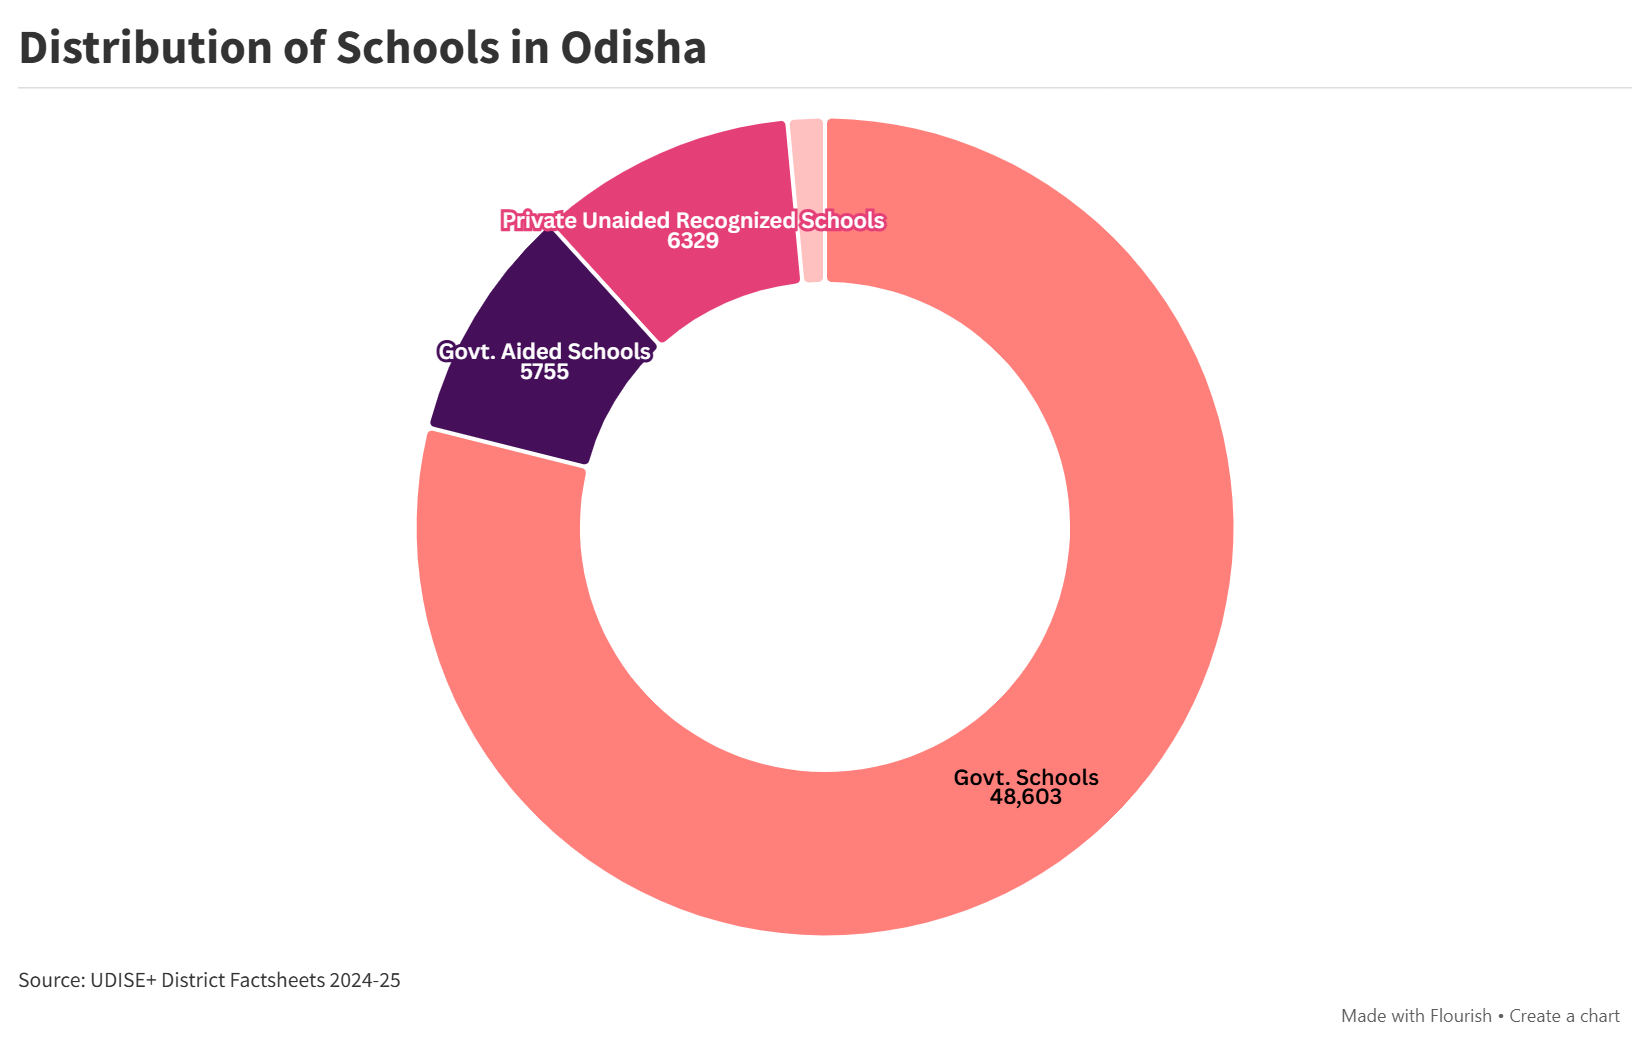 Distribution of Schools in Odisha
Private Unaided Recognized Schools
6329
Govt. Aided Schools
5755
Govt. Schools
48,603
Source: UDISE+ District Factsheets 2024-25
Made with Flourish • Create a chart